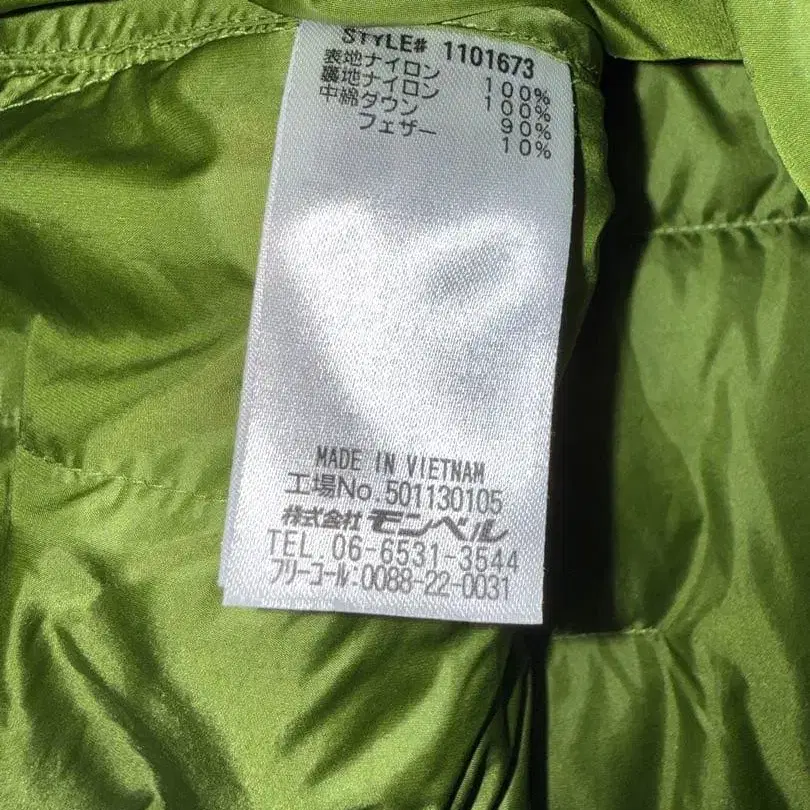 STYLE# 1101673
表地ナイロン 100%
裏地ナイロン 100%
中綿ダウン 90%
フェザー 10%
MADE IN VIETNAM
工場No.501130105
株式会社 モンベル
TEL.06-6531-3544
フリーコール:0088-22-0031